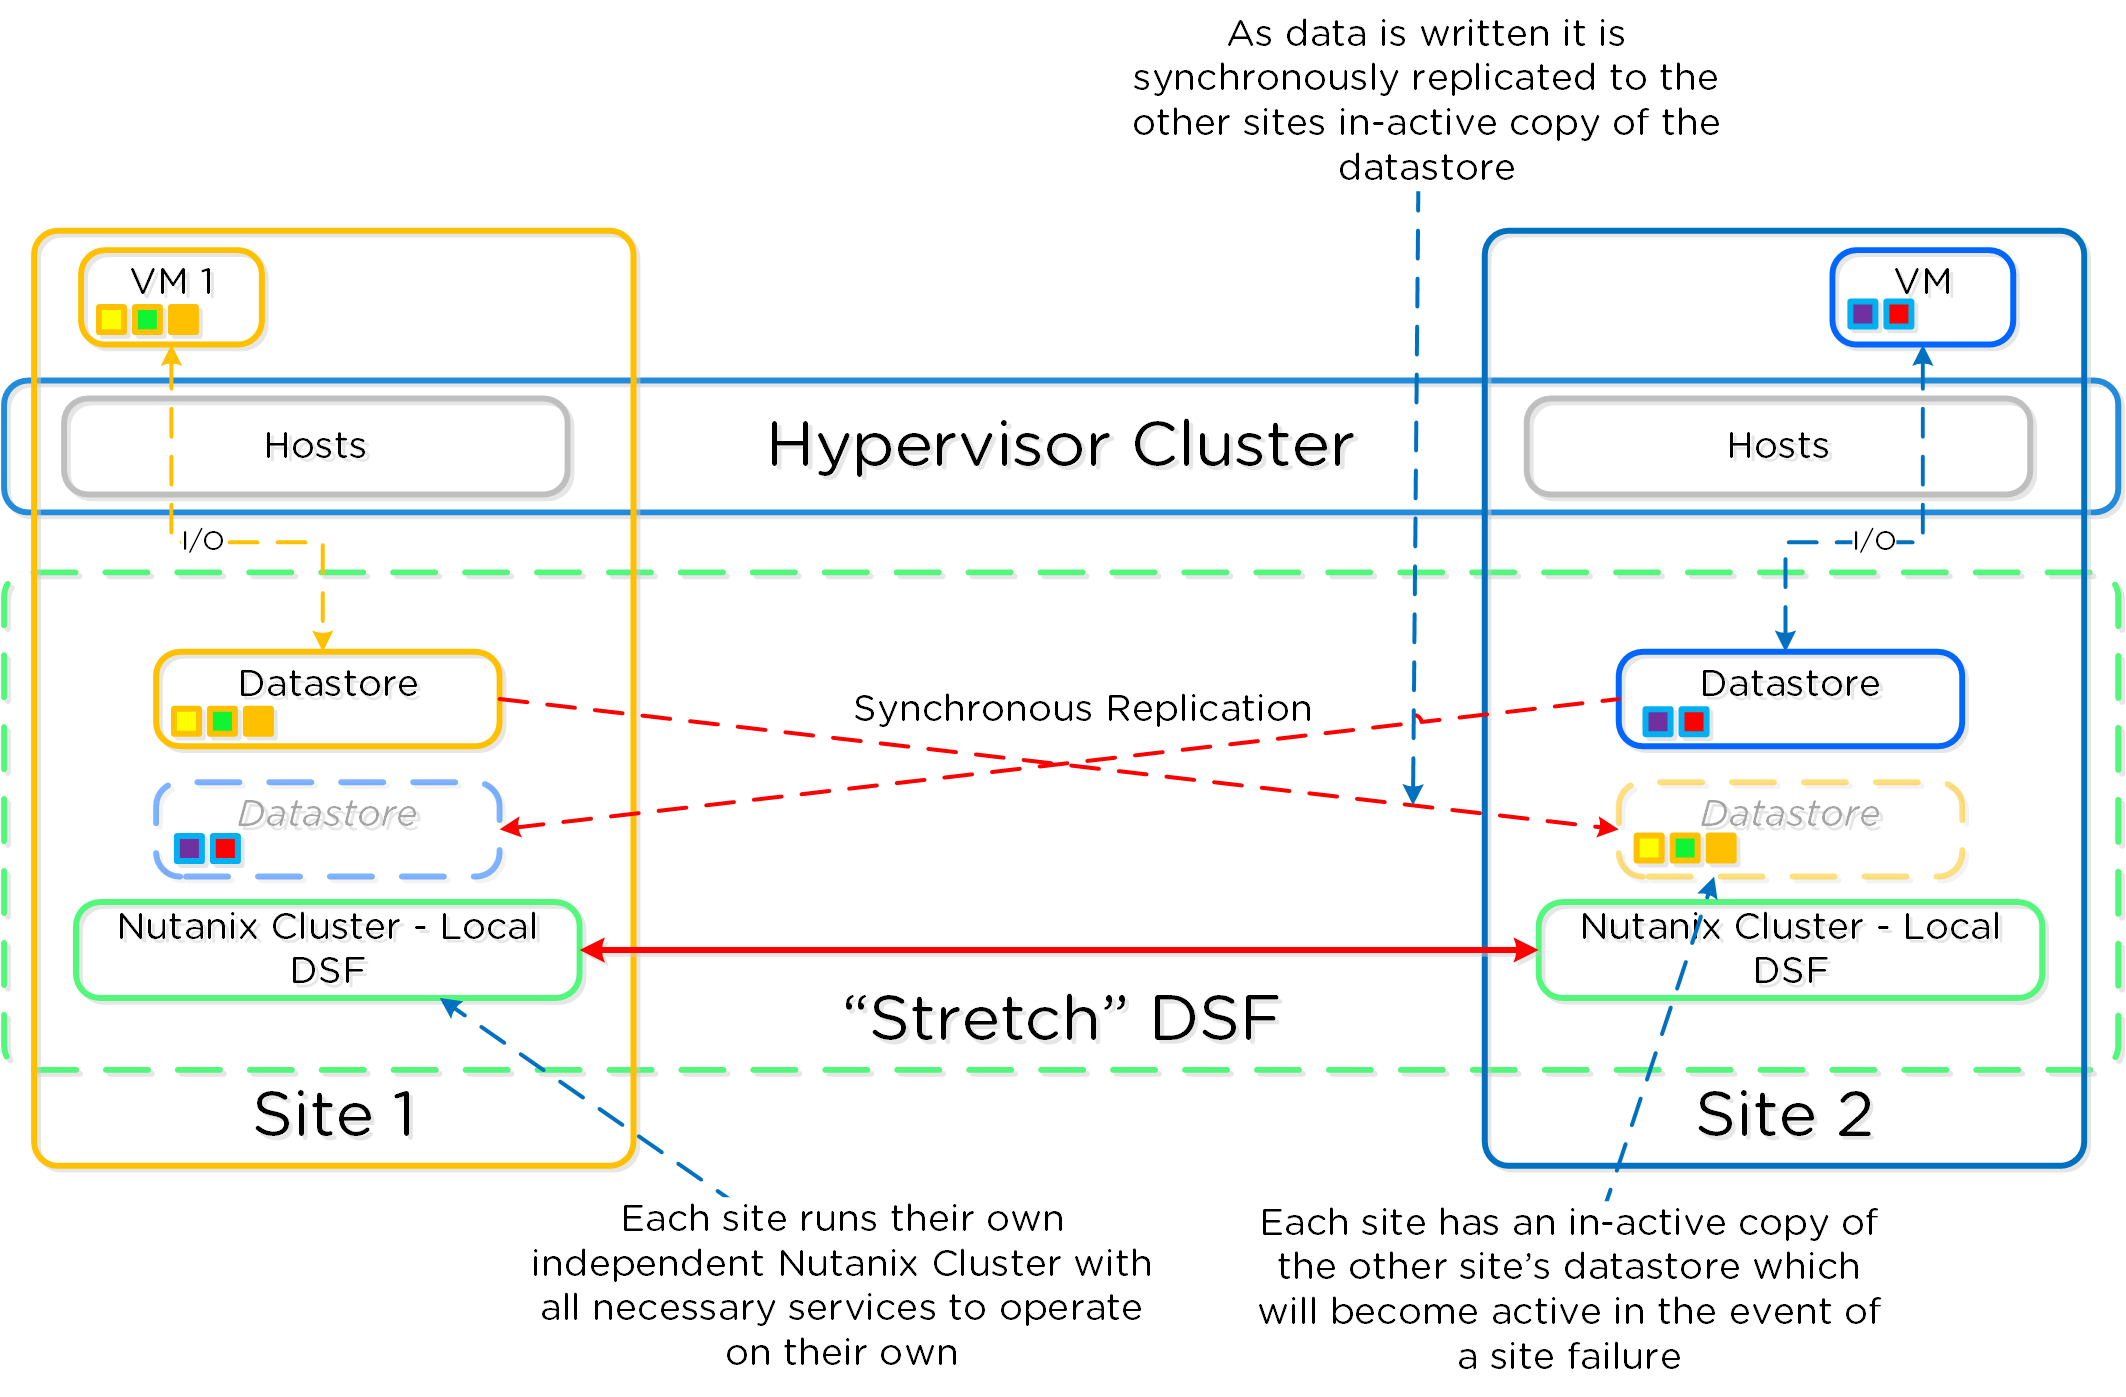 As data is written it is
synchronously replicated to the
other sites in-active copy of the
datastore
VM 1
VM
Hosts
Hypervisor Cluster
Hosts
I/O
I/O
Datastore
Synchronous Replication
Datastore
Datastore
Datastore
Nutanix Cluster - Local
DSF
Nutanix Cluster - Local
DSF
“Stretch” DSF
Site 1
Site 2
Each site runs their own
independent Nutanix Cluster with
all necessary services to operate
on their own
Each site has an in-active copy of
the other site’s datastore which
will become active in the event of
a site failure